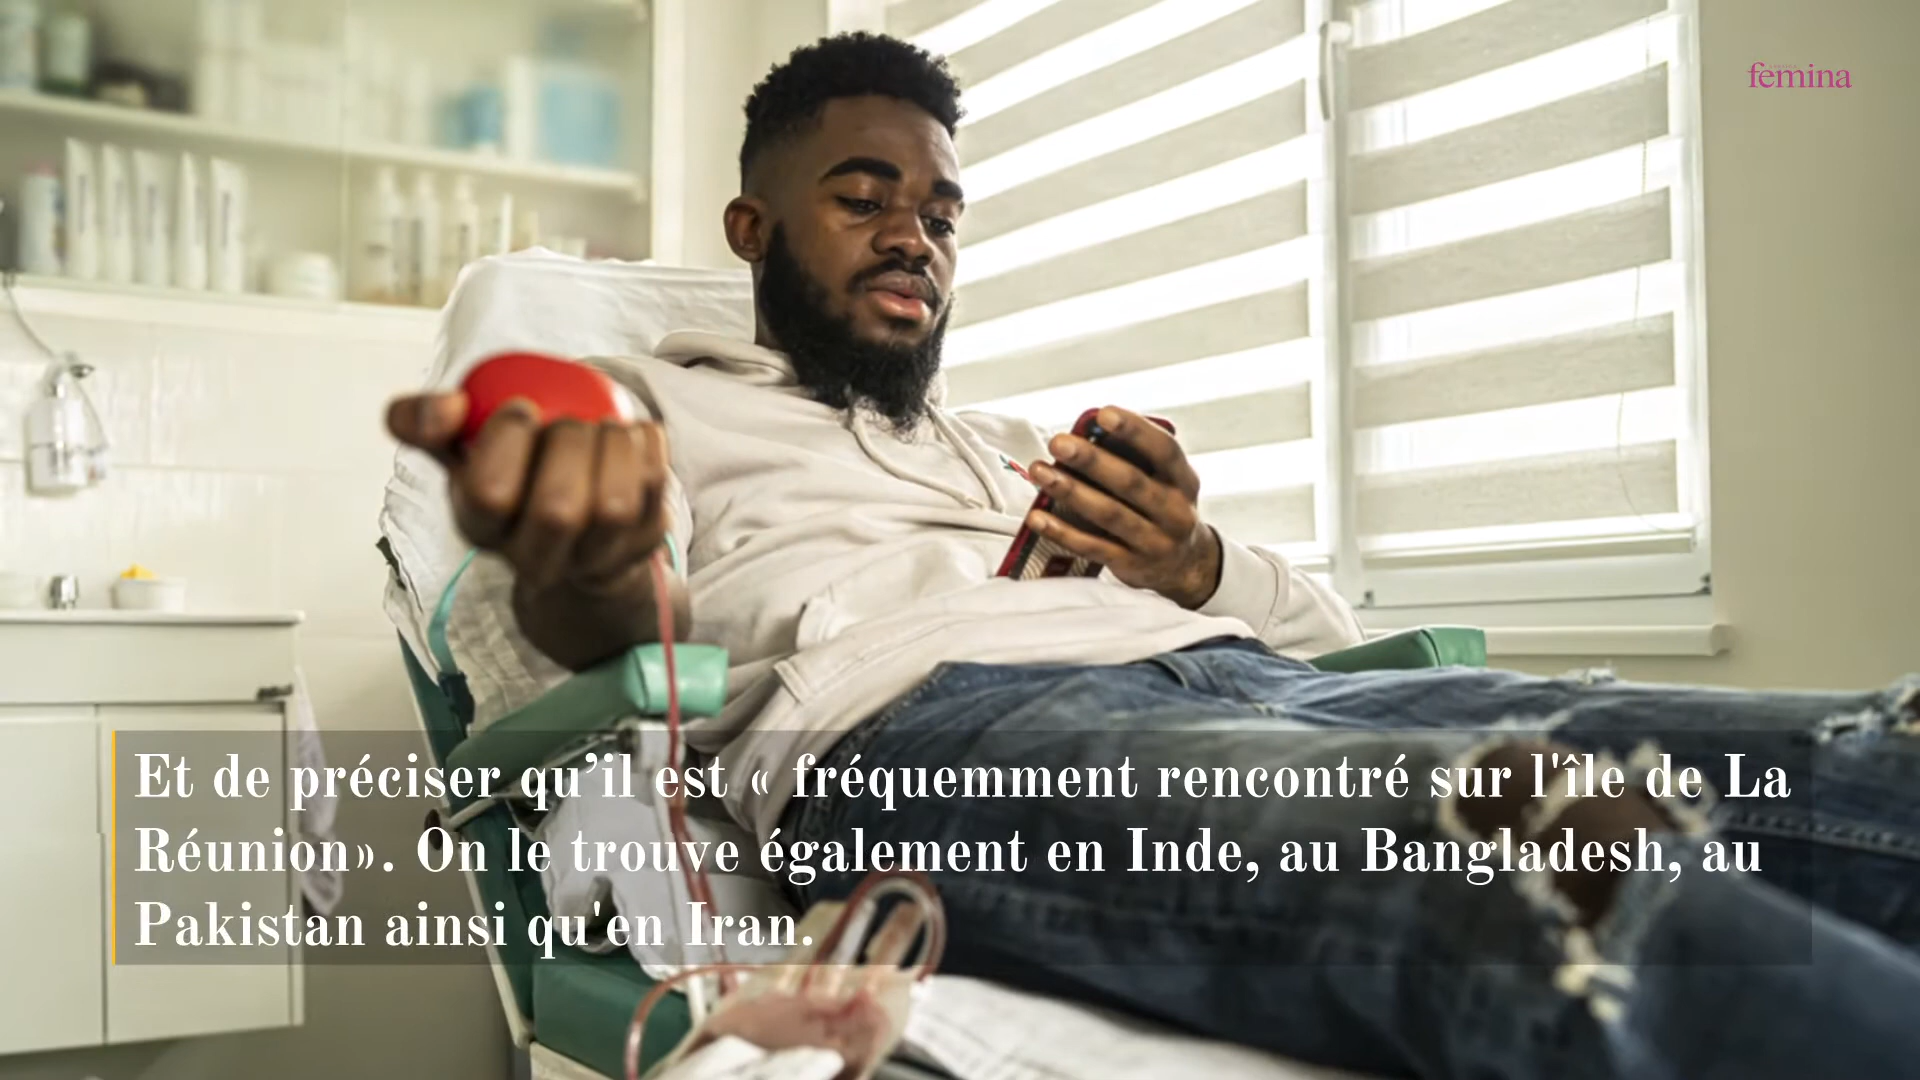 femina
Et de préciser qu’il est « fréquemment rencontré sur l'île de La
Réunion». On le trouve également en Inde, au Bangladesh, au
Pakistan ainsi qu'en Iran.